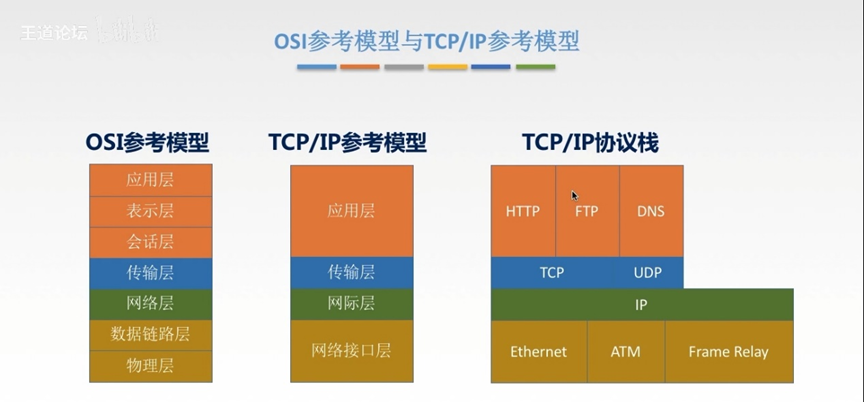 王道论坛
OSI参考模型与TCP/IP参考模型
OSI参考模型
应用层
表示层
会话层
传输层
网络层
数据链路层
物理层
TCP/IP参考模型
应用层
传输层
网际层
网络接口层
TCP/IP协议栈
HTTP FTP DNS
TCP UDP
IP
Ethernet ATM Frame Relay